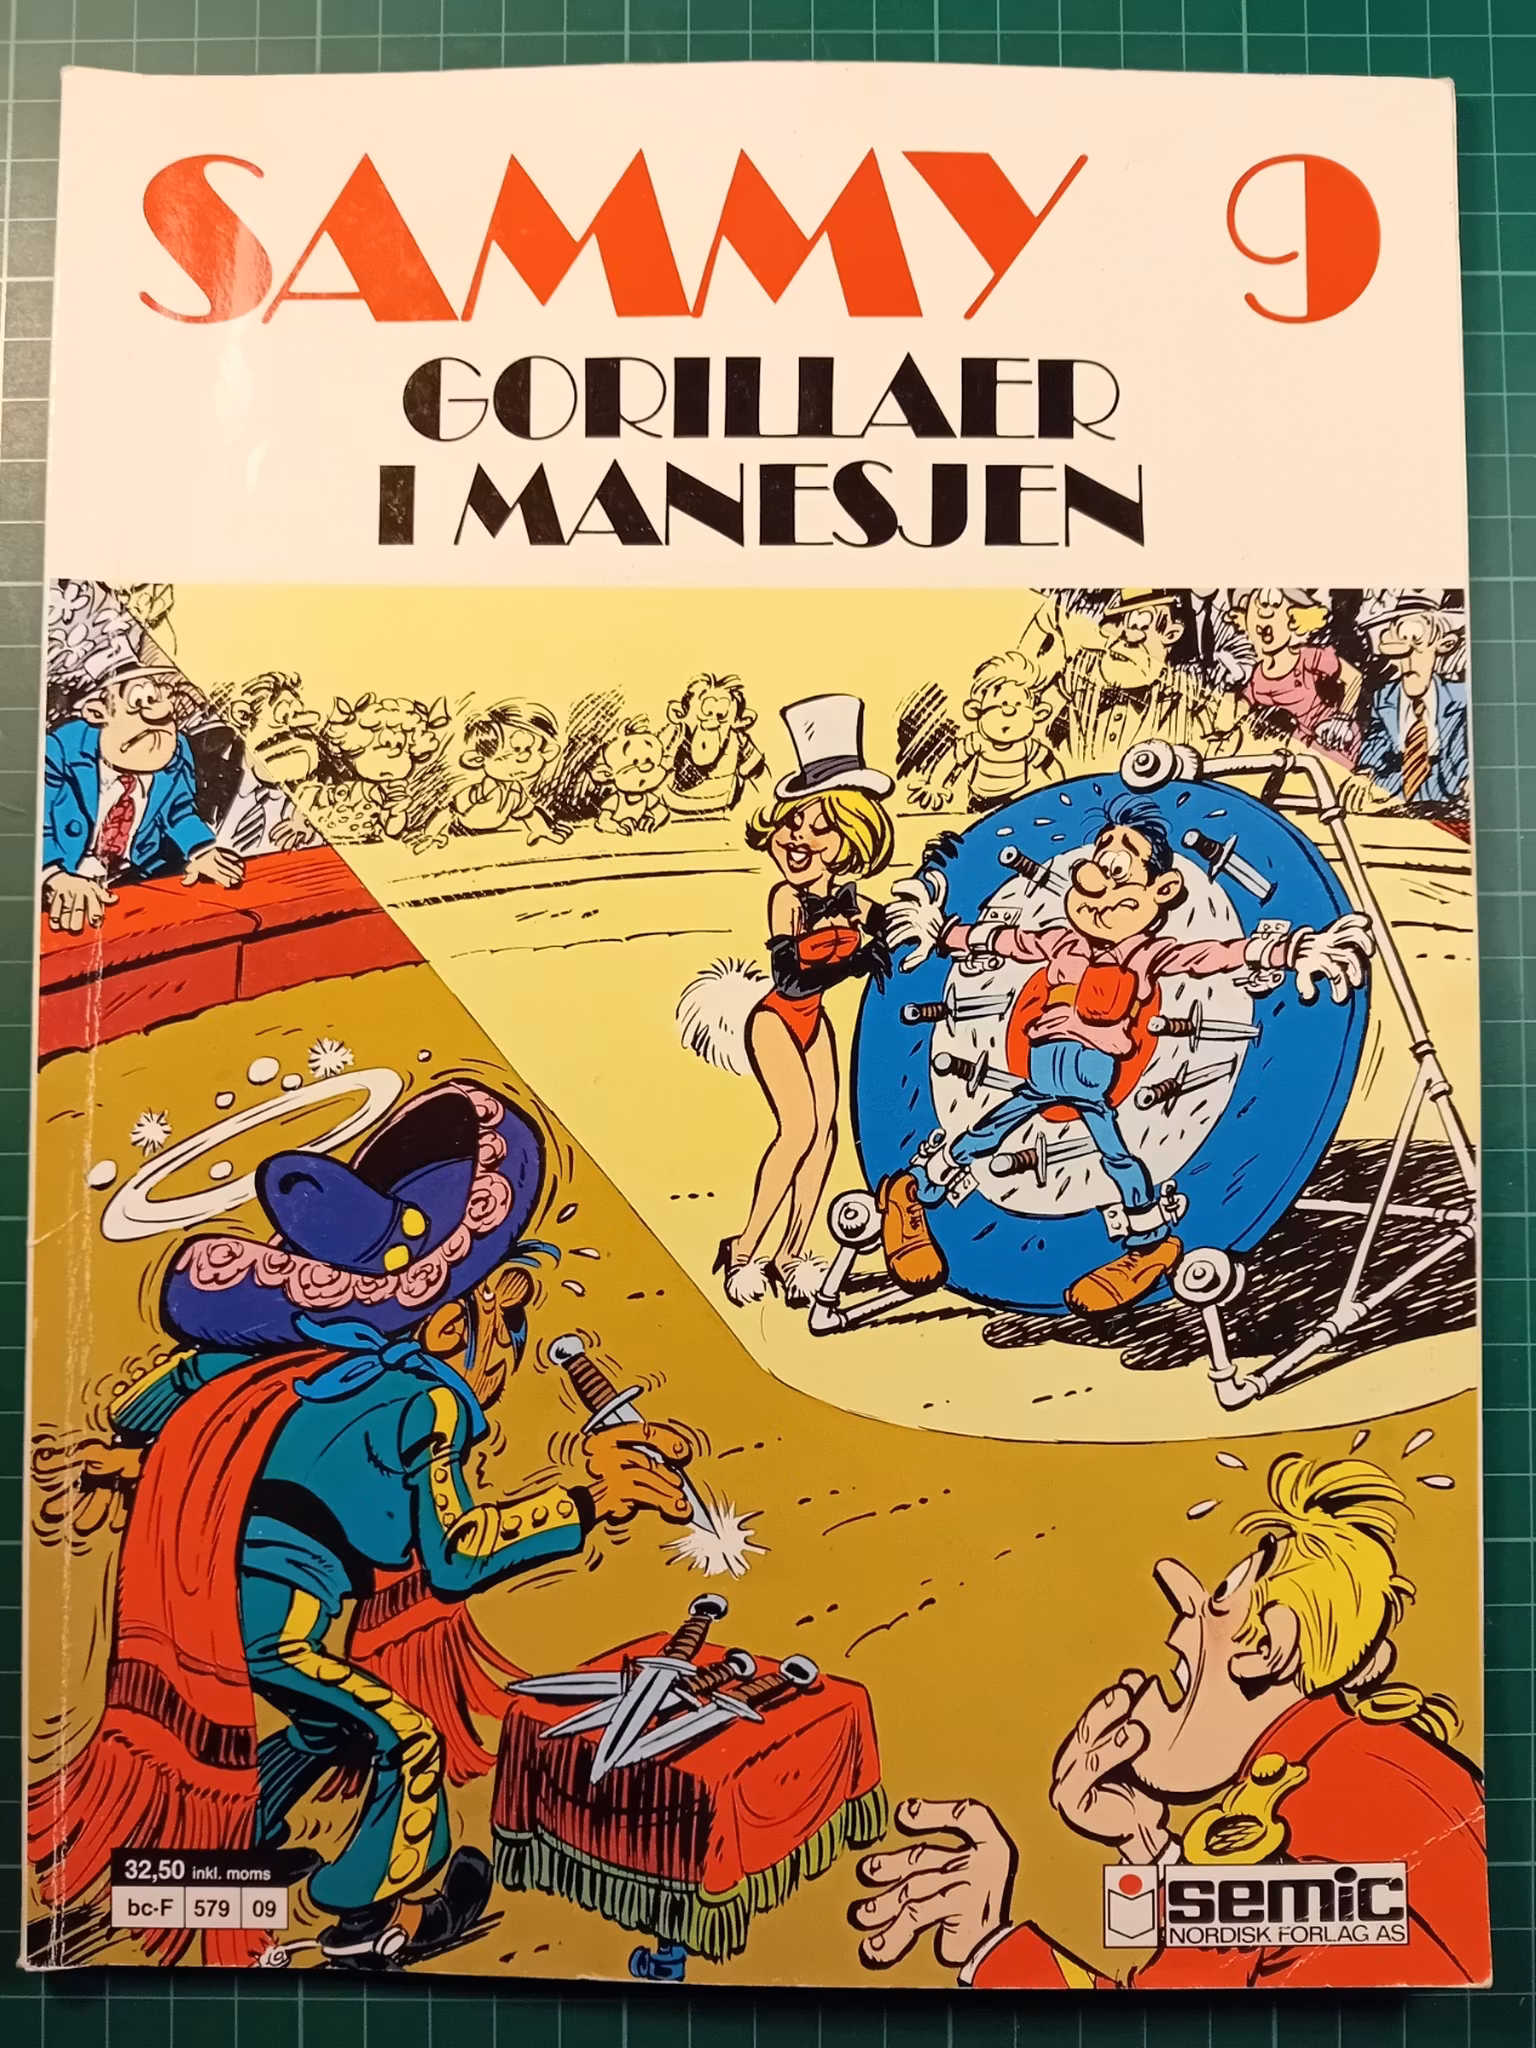 SAMMY 9
GORILLAER
I MANESJEN
32,50 inkl. moms
bc-F 579 09
semic
NORDISK FORLAG AS